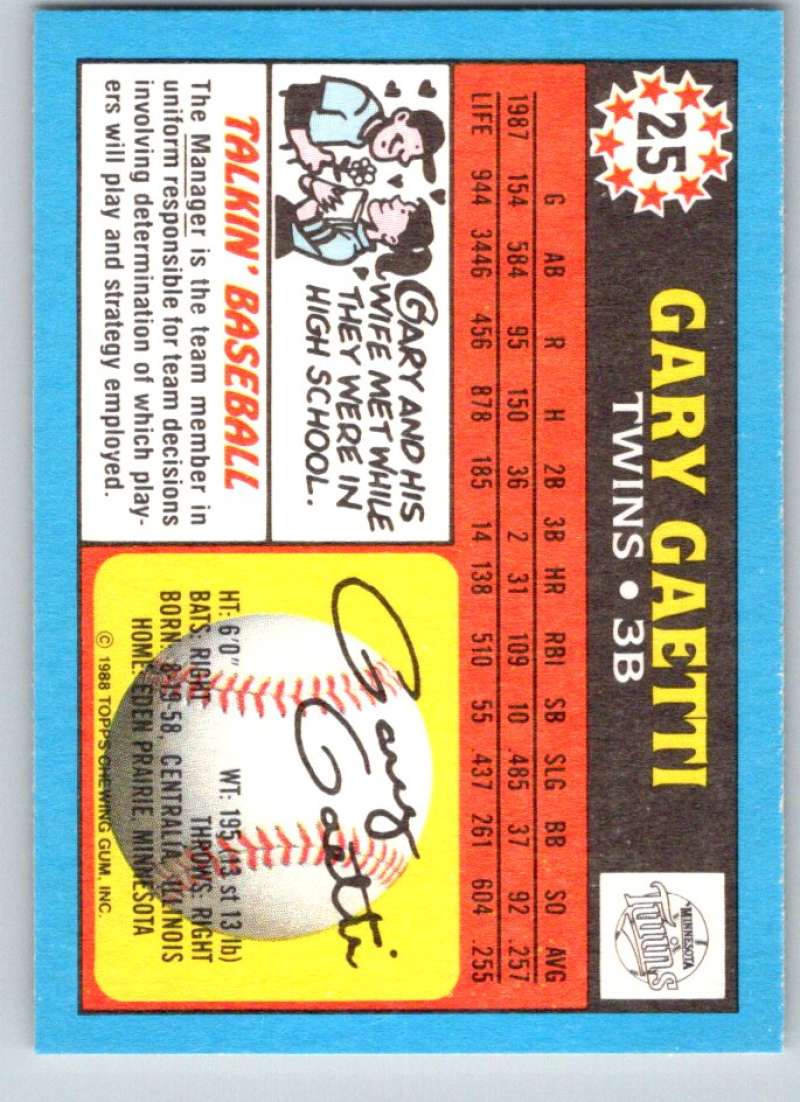 25
GARY GAETTI
TWINS • 3B
MINNESOTA
Twins
G AB R H 2B 3B HR RBI SB SLG BB SO AVG
1987 154 584 95 150 36 2 31 109 10 .485 37 92 .257
LIFE 944 3446 456 878 185 14 138 510 55 .437 261 604 .255
GARY AND HIS
WIFE MET WHILE
THEY WERE IN
HIGH SCHOOL.
TALKIN' BASEBALL
The Manager is the team member in
uniform responsible for team decisions
involving determination of which play-
ers will play and strategy employed.
Gary Gaetti
HT: 6'0" WT: 195 (13 st 13 lb)
BATS: RIGHT THROWS: RIGHT
BORN: 8-19-58, CENTRALIA, ILLINOIS
HOME: EDEN PRAIRIE, MINNESOTA
© 1988 TOPPS CHEWING GUM, INC.